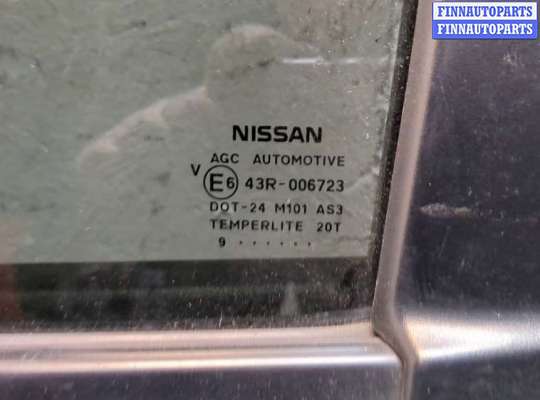 FINNAUTOPARTS
FINNAUTOPARTS
NISSAN
AGC AUTOMOTIVE
V E6 43R-006723
DOT-24 M101 AS3
TEMPERLITE 20T
9 · · · · · ·